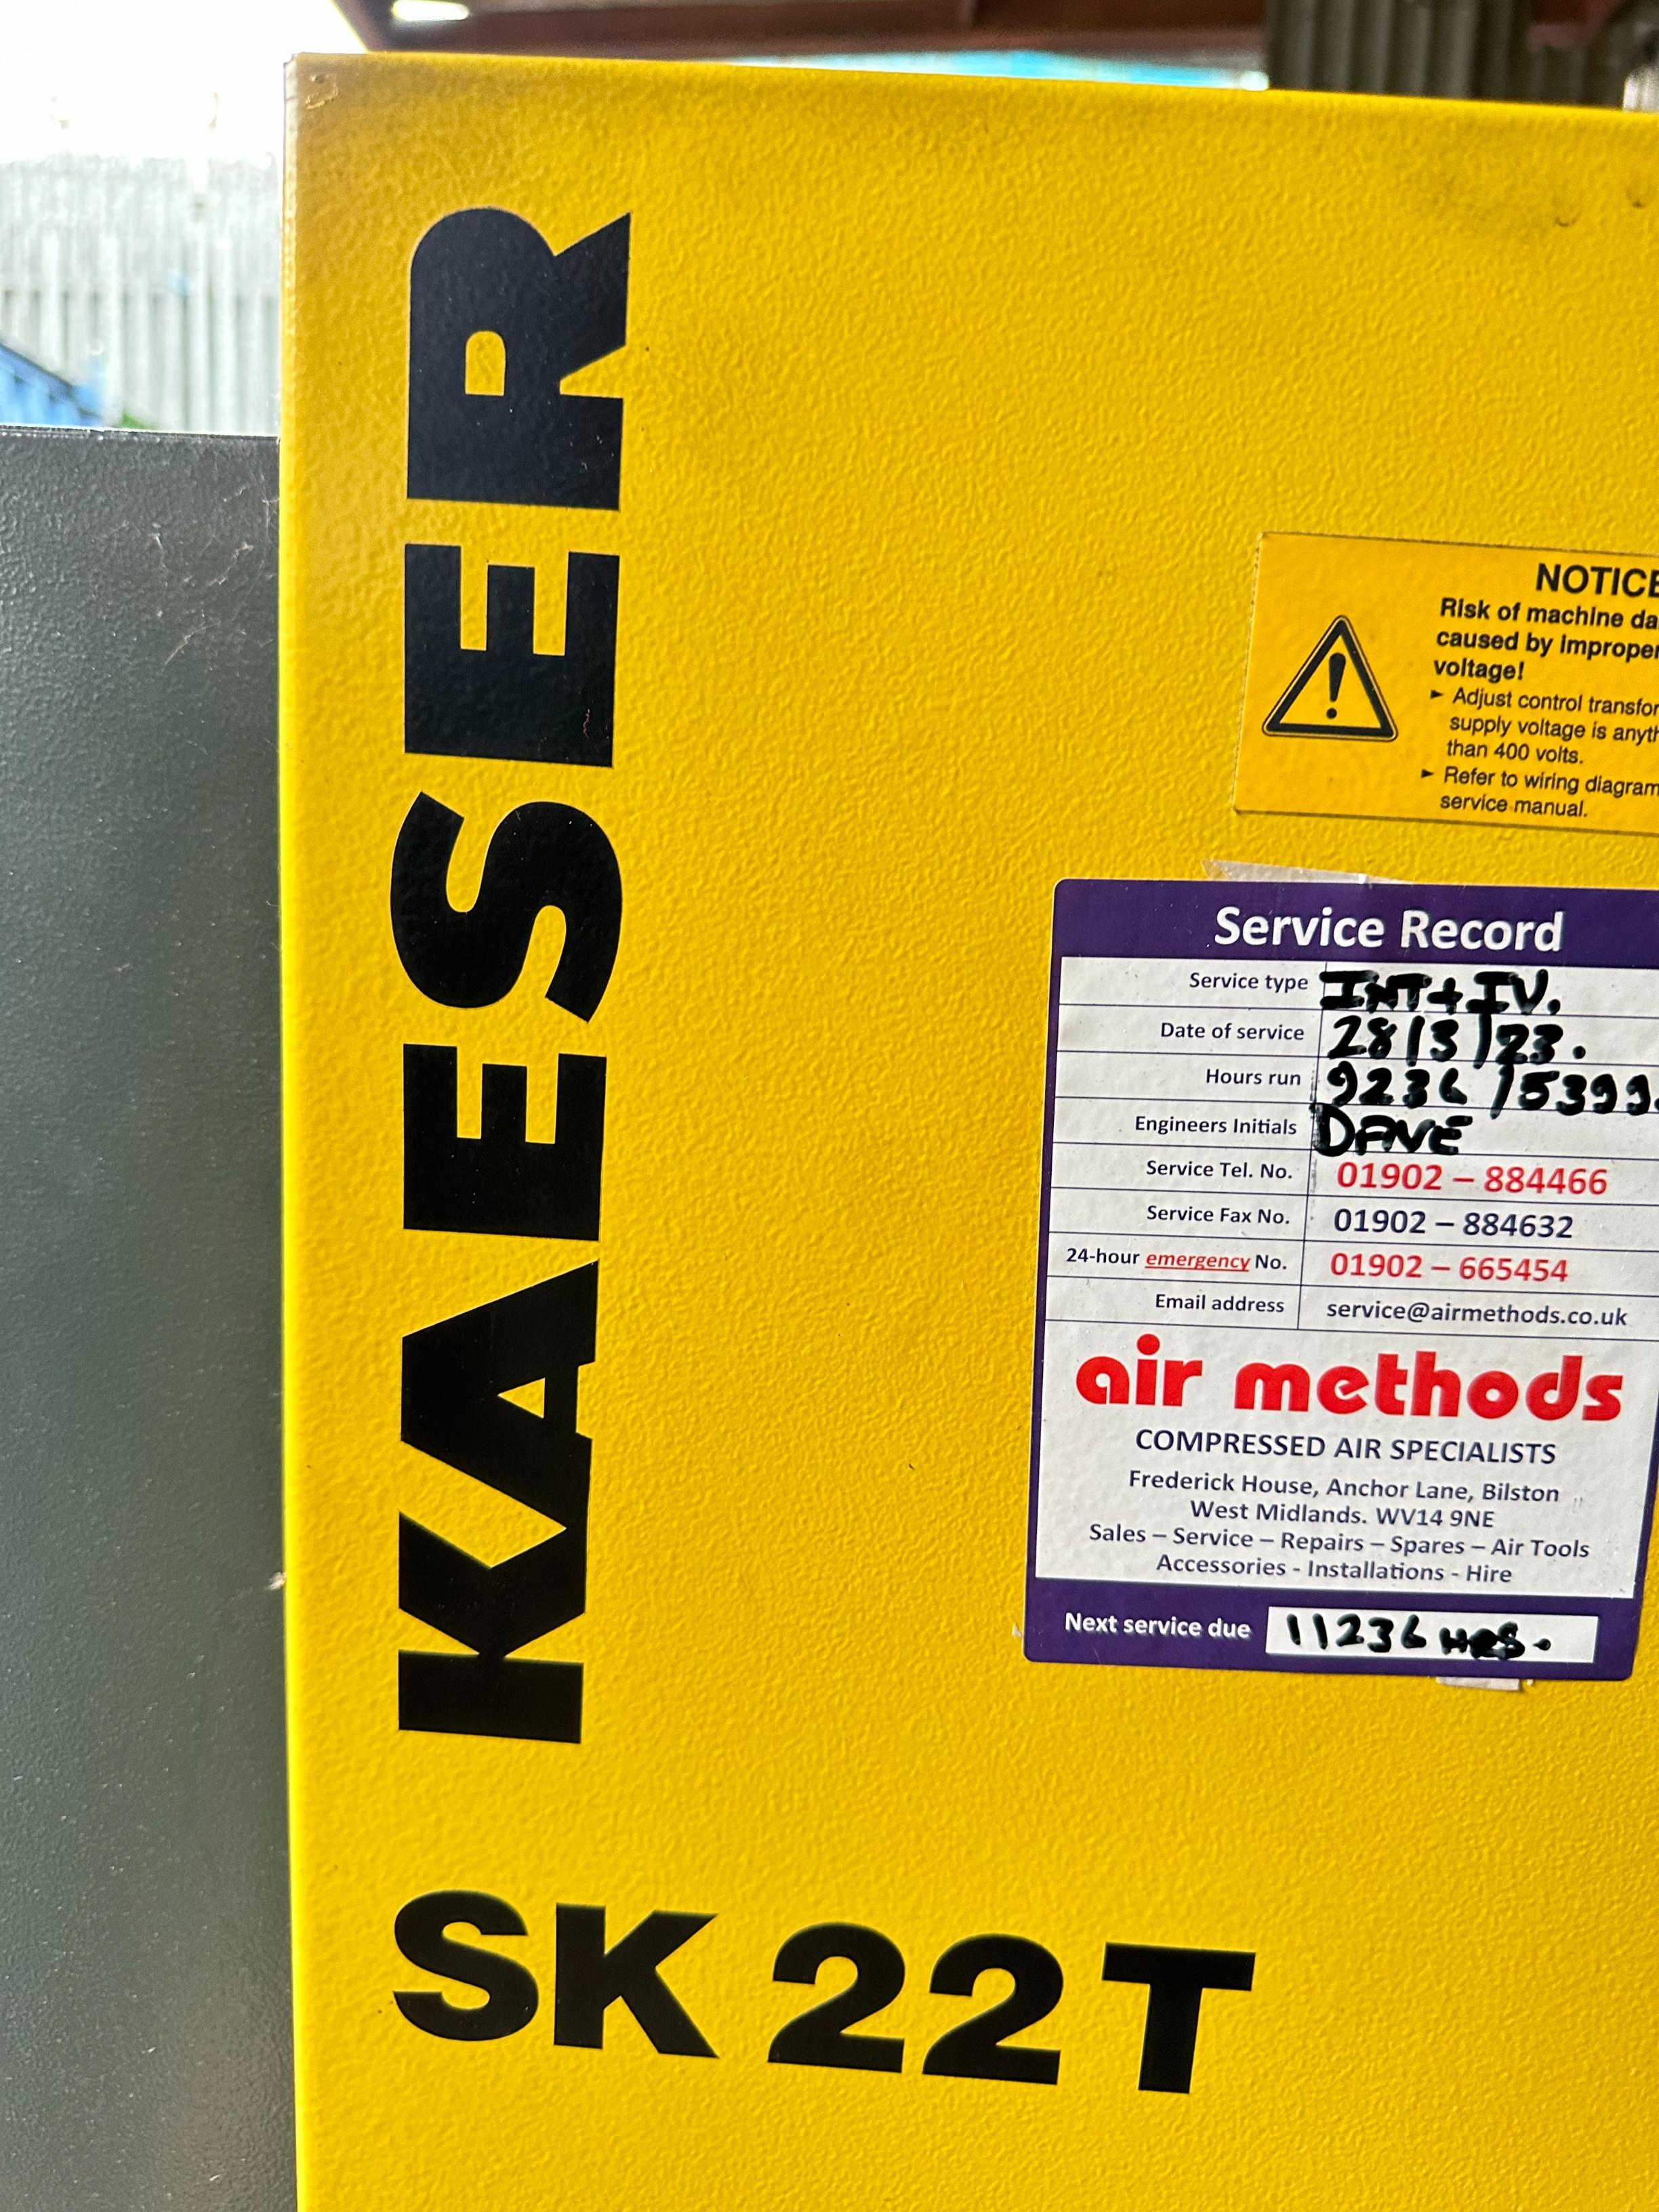 KAESER
NOTICE
Risk of machine da
caused by improper
voltage!
► Adjust control transfor
supply voltage is anyth
than 400 volts.
► Refer to wiring diagram
service manual.
Service Record
Service type INT + IV.
Date of service 28/3/23.
Hours run 9236 / 5399.
Engineers Initials DAVE
Service Tel. No. 01902 – 884466
Service Fax No. 01902 – 884632
24-hour emergency No. 01902 – 665454
Email address service@airmethods.co.uk
air methods
COMPRESSED AIR SPECIALISTS
Frederick House, Anchor Lane, Bilston
West Midlands. WV14 9NE
Sales – Service – Repairs – Spares – Air Tools
Accessories - Installations - Hire
Next service due 11236 HRS.
SK 22 T